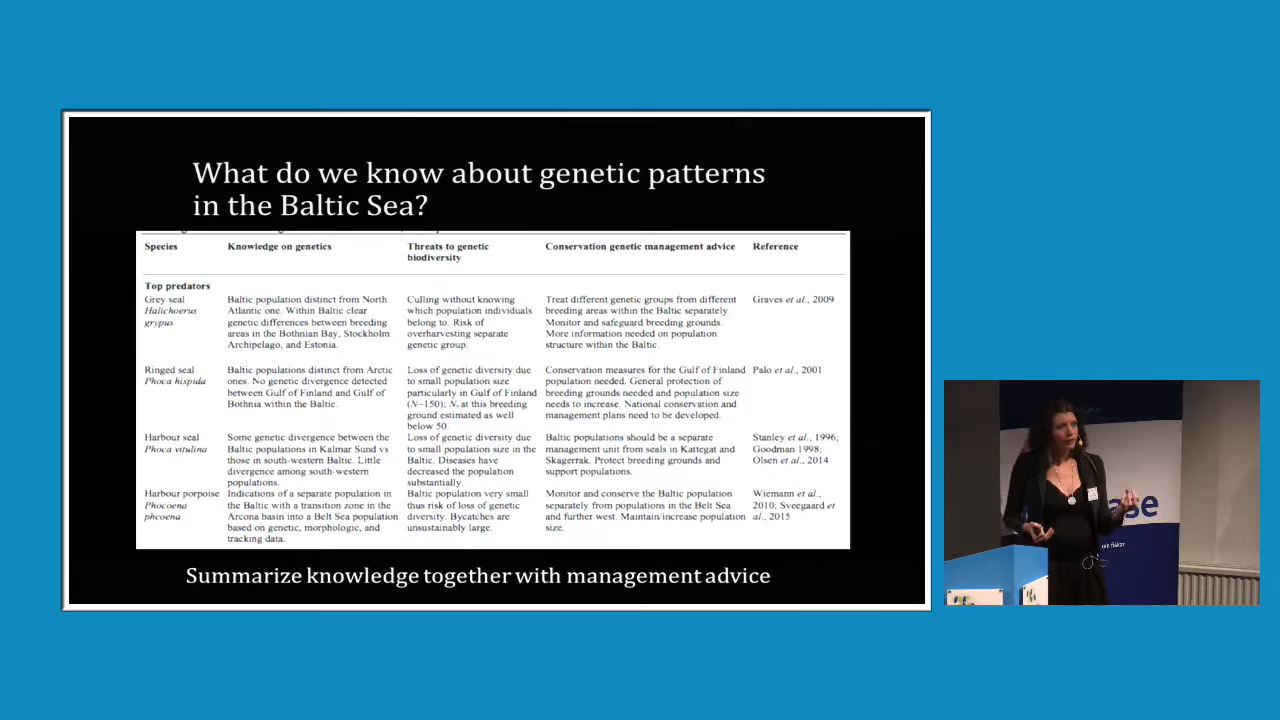 What do we know about genetic patterns
in the Baltic Sea?
Species Knowledge on genetics Threats to genetic biodiversity Conservation genetic management advice Reference
Top predators
Grey seal
Halichoerus
grypus
Baltic population distinct from North
Atlantic one. Within Baltic clear
genetic differences between breeding
areas in the Bothnian Bay, Stockholm
Archipelago, and Estonia.
Culling without knowing
which population individuals
belong to. Risk of
overharvesting separate
genetic group.
Treat different genetic groups from different
breeding areas within the Baltic separately.
Monitor and safeguard breeding grounds.
More information needed on population
structure within the Baltic.
Graves et al., 2009
Ringed seal
Phoca hispida
Baltic populations distinct from Arctic
ones. No genetic divergence detected
between Gulf of Finland and Gulf of
Bothnia within the Baltic.
Loss of genetic diversity due
to small population size
particularly in Gulf of Finland
(N~150); Ne at this breeding
ground estimated as well
below 50.
Conservation measures for the Gulf of Finland
population needed. General protection of
breeding grounds needed and population size
needs to increase. National conservation and
management plans need to be developed.
Palo et al., 2001
Harbour seal
Phoca vitulina
Some genetic divergence between the
Baltic populations in Kalmar Sund vs
those in south-western Baltic. Little
divergence among south-western
populations.
Loss of genetic diversity due
to small population size in the
Baltic. Diseases have
decreased the population
substantially.
Baltic populations should be a separate
management unit from seals in Kattegat and
Skagerrak. Protect breeding grounds and
support populations.
Stanley et al., 1996;
Goodman 1998;
Olsen et al., 2014
Harbour porpoise
Phocoena
phcoena
Indications of a separate population in
the Baltic with a transition zone in the
Arcona basin into a Belt Sea population
based on genetic, morphologic, and
tracking data.
Baltic population very small
thus risk of loss of genetic
diversity. Bycatches are
unsustainably large.
Monitor and conserve the Baltic population
separately from populations in the Belt Sea
and further west. Maintain/increase population
size.
Wiemann et al.,
2010; Sveegaard et
al., 2015
Summarize knowledge together with management advice
ase